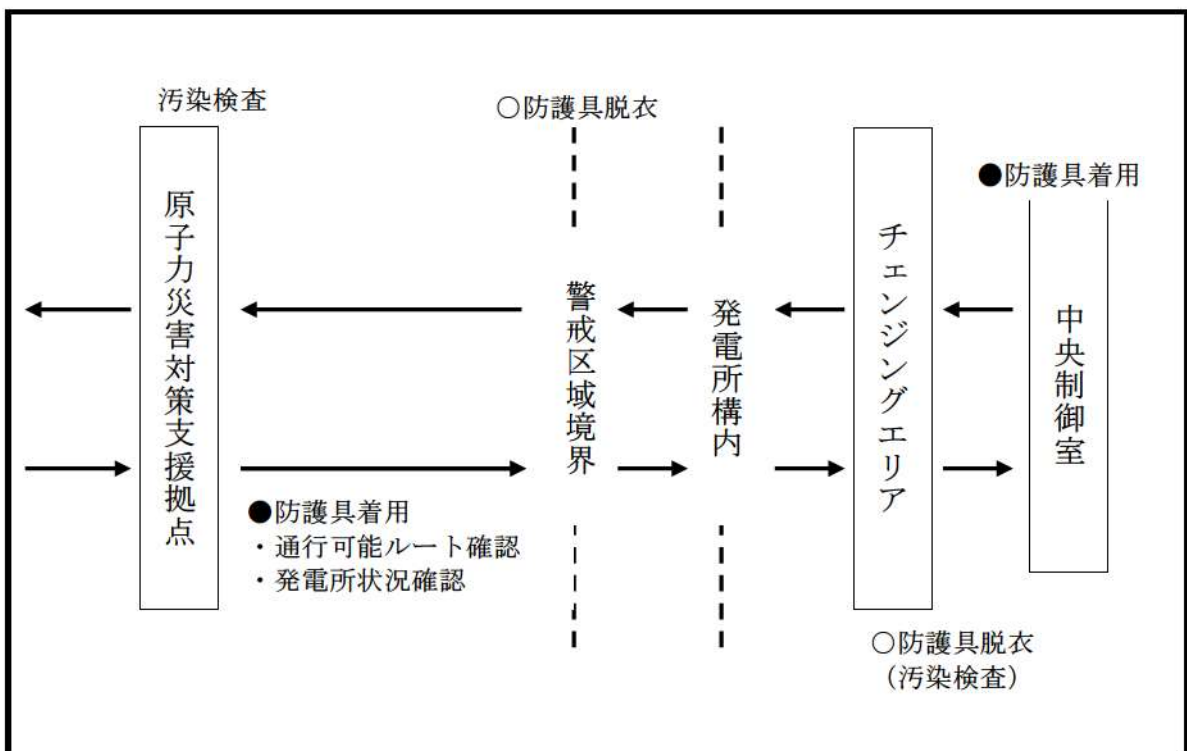 汚染検査
○防護具脱衣
●防護具着用
原子力災害対策支援拠点
警戒区域境界
発電所構内
チェンジングエリア
中央制御室
●防護具着用
・通行可能ルート確認
・発電所状況確認
○防護具脱衣
（汚染検査）